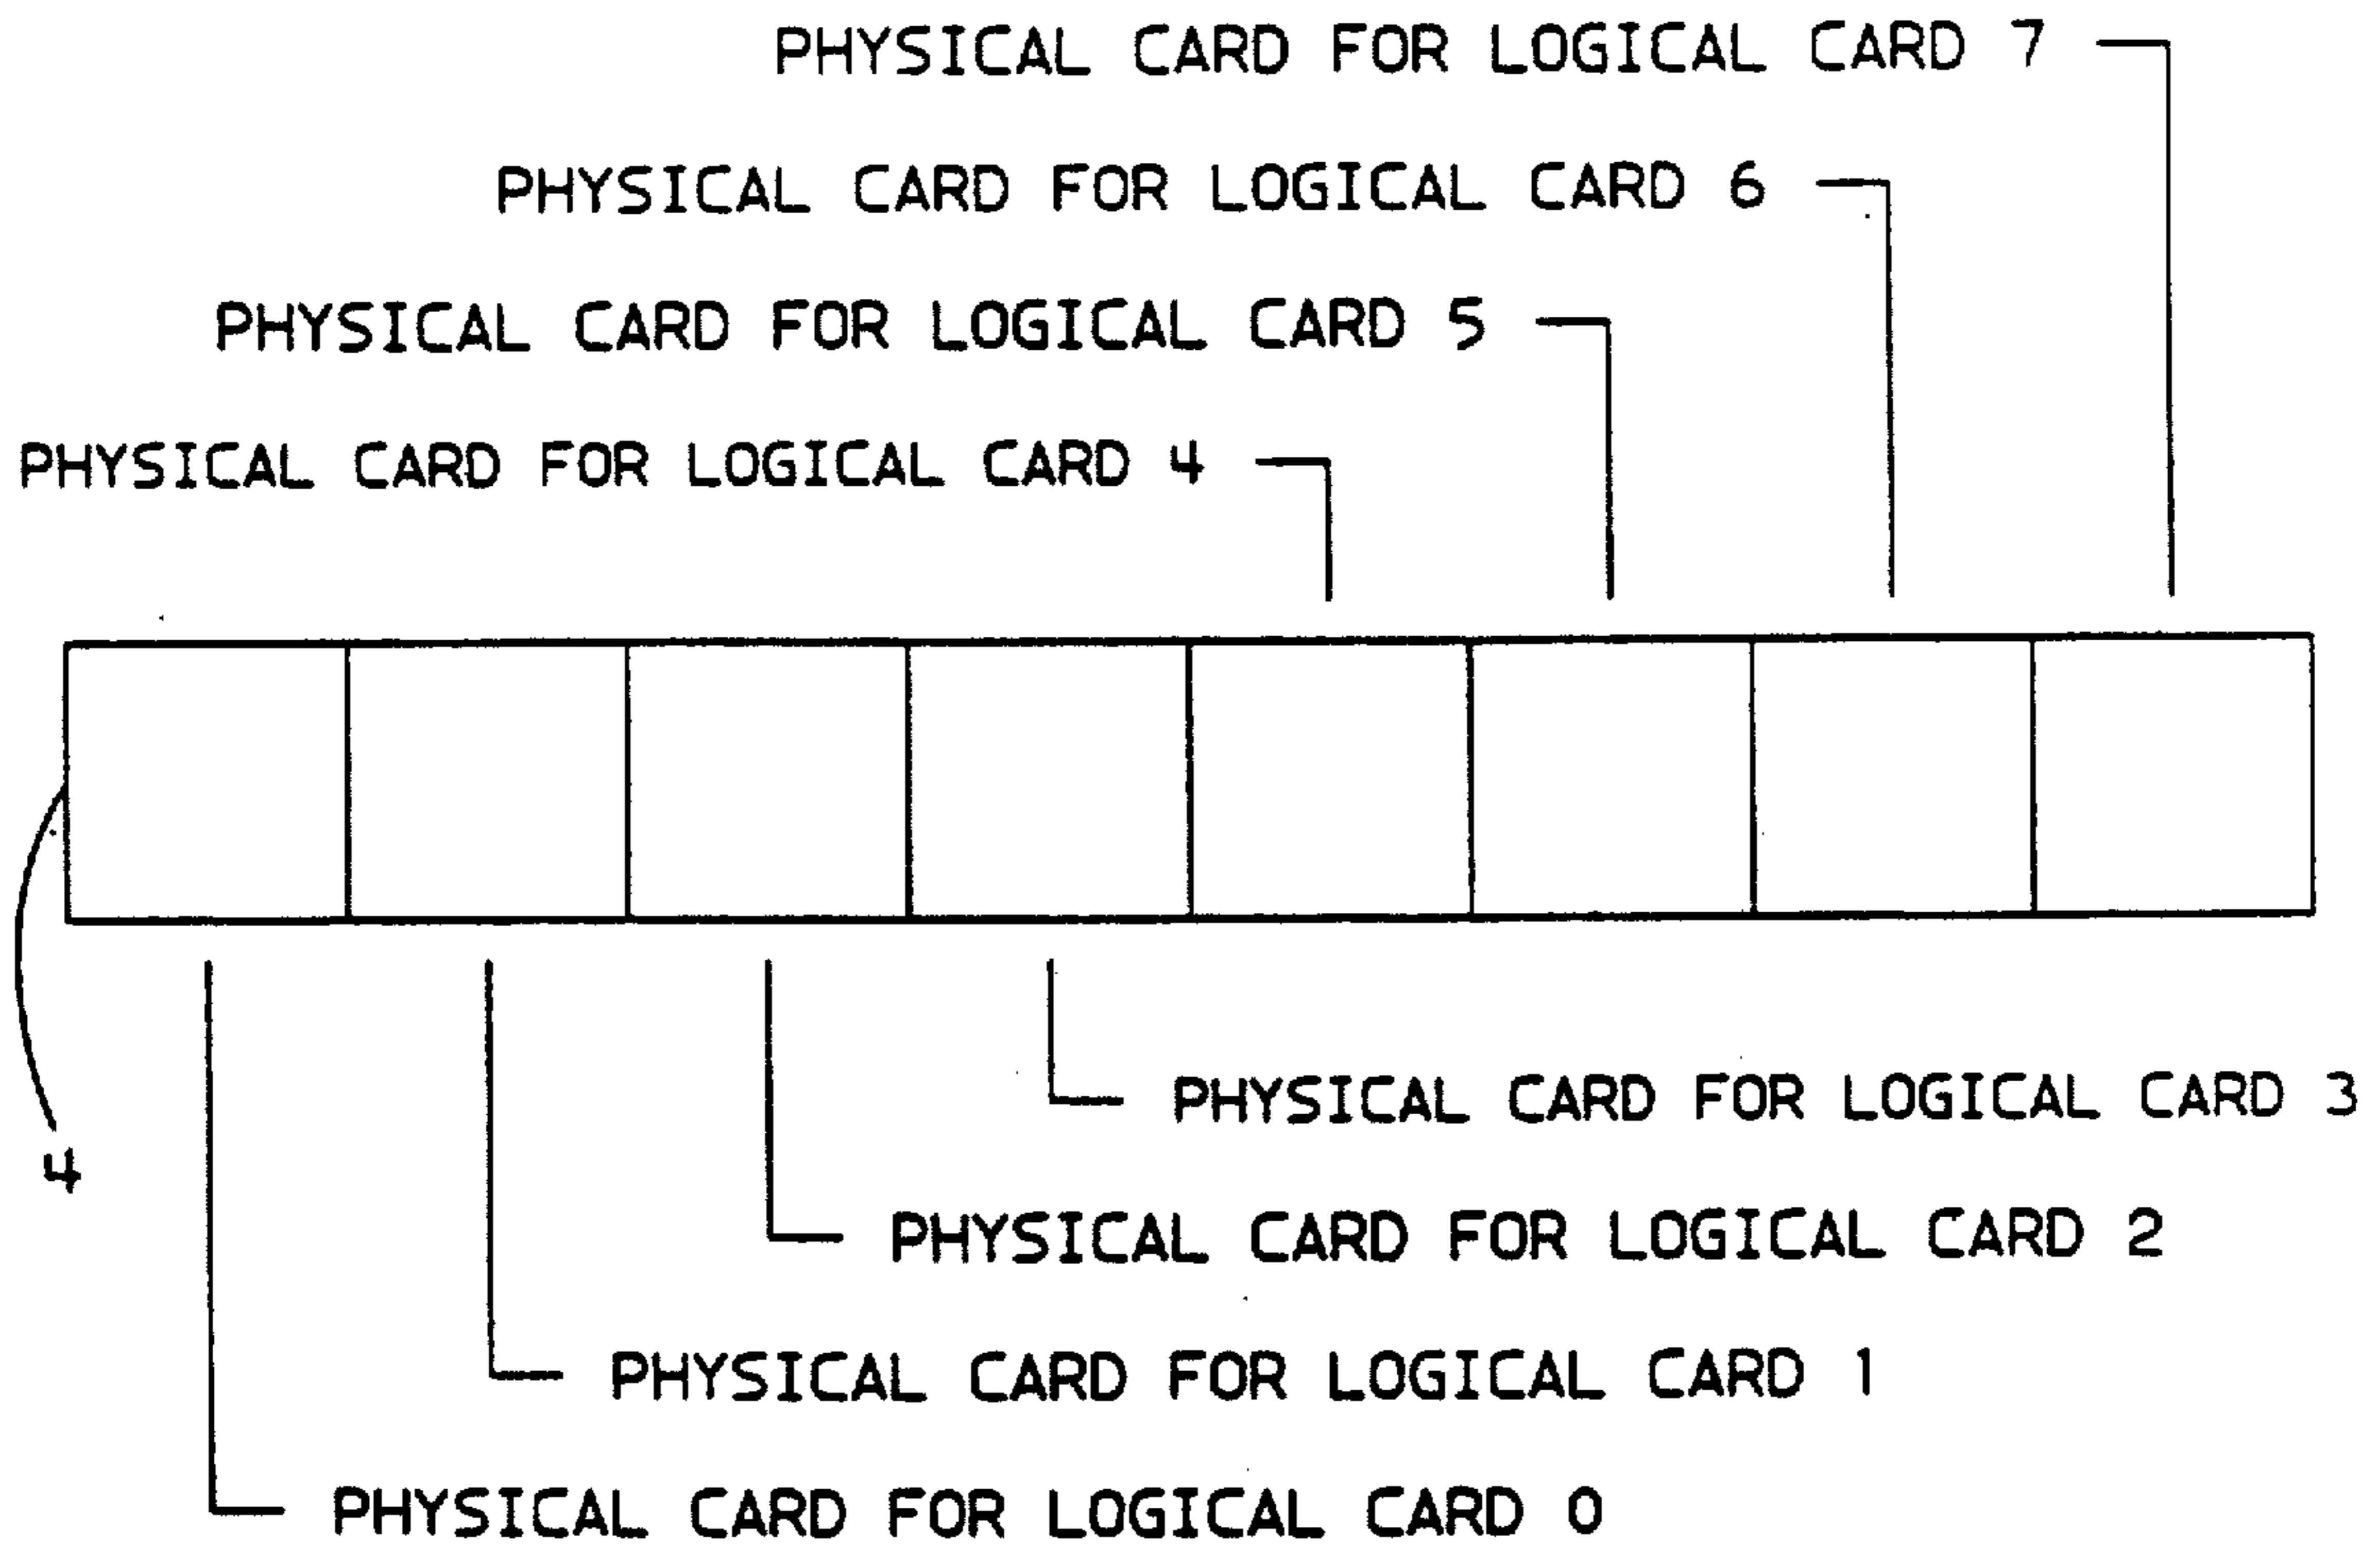 PHYSICAL CARD FOR LOGICAL CARD 7
PHYSICAL CARD FOR LOGICAL CARD 6
PHYSICAL CARD FOR LOGICAL CARD 5
PHYSICAL CARD FOR LOGICAL CARD 4
PHYSICAL CARD FOR LOGICAL CARD 3
4
PHYSICAL CARD FOR LOGICAL CARD 2
PHYSICAL CARD FOR LOGICAL CARD 1
PHYSICAL CARD FOR LOGICAL CARD 0